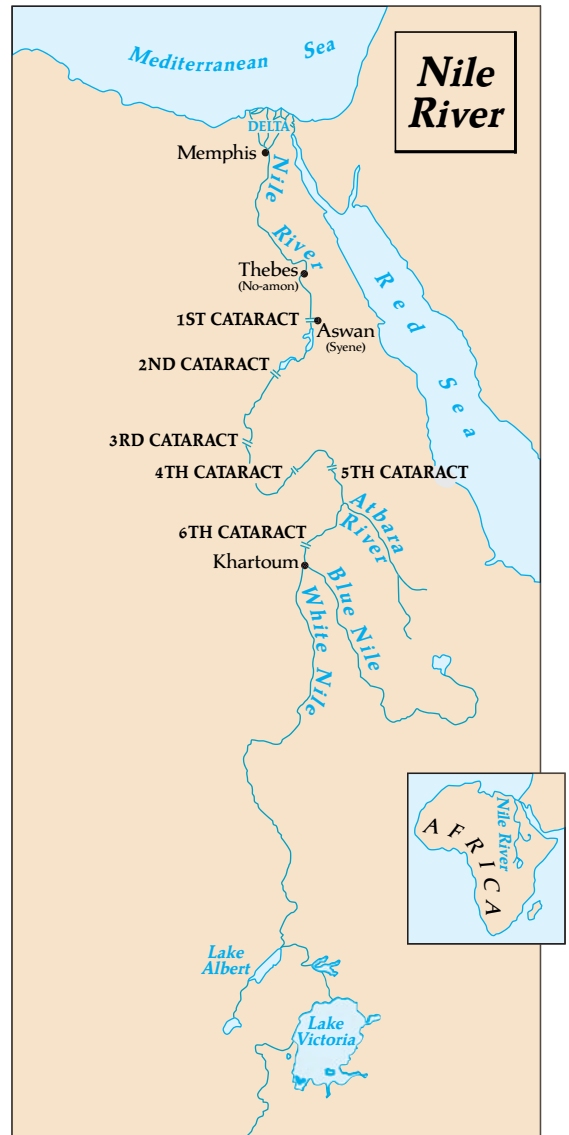 Mediterranean Sea
Nile
River
DELTA
Memphis
Nile River
Thebes
(No-amon)
Red Sea
1ST CATARACT
Aswan
(Syene)
2ND CATARACT
3RD CATARACT
4TH CATARACT
5TH CATARACT
Atbara
River
6TH CATARACT
Khartoum
Blue Nile
White Nile
Nile River
AFRICA
Lake
Albert
Lake
Victoria